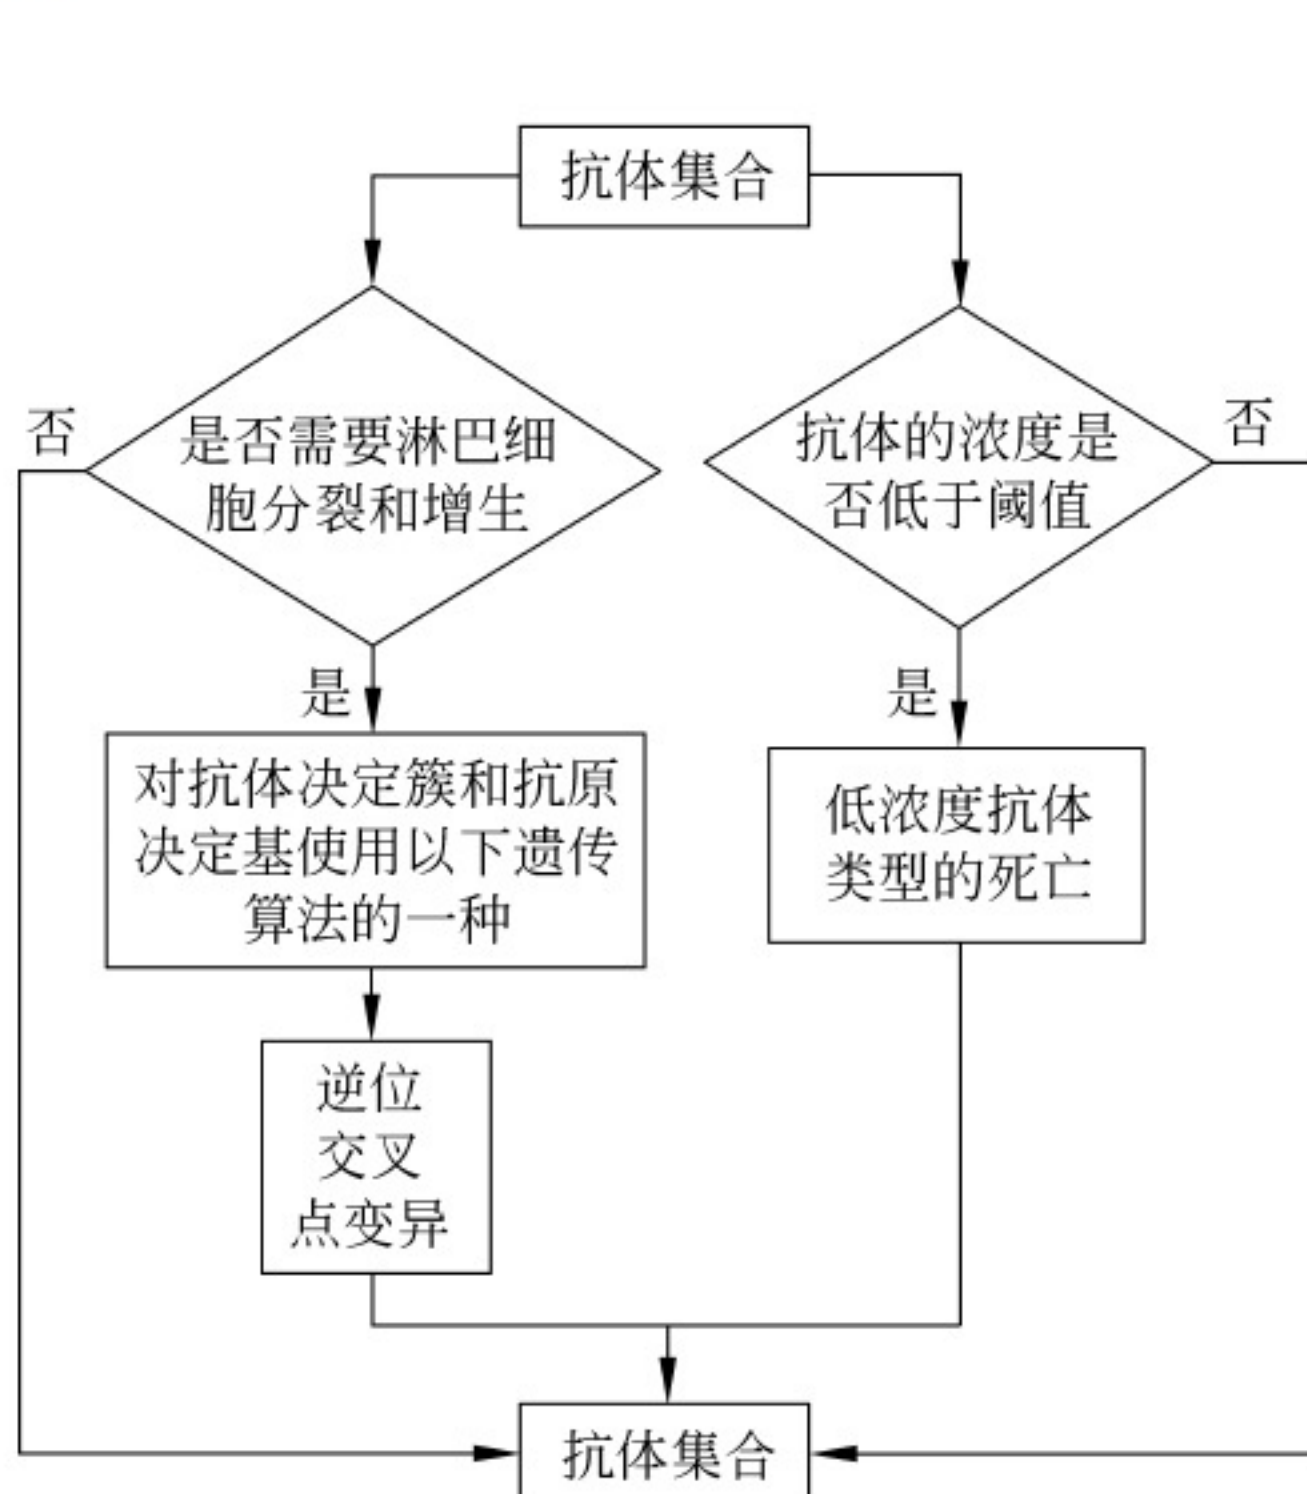 抗体集合
否
是否需要淋巴细
胞分裂和增生
抗体的浓度是
否低于阈值
否
是
是
对抗体决定簇和抗原
决定基使用以下遗传
算法的一种
低浓度抗体
类型的死亡
逆位
交叉
点变异
抗体集合